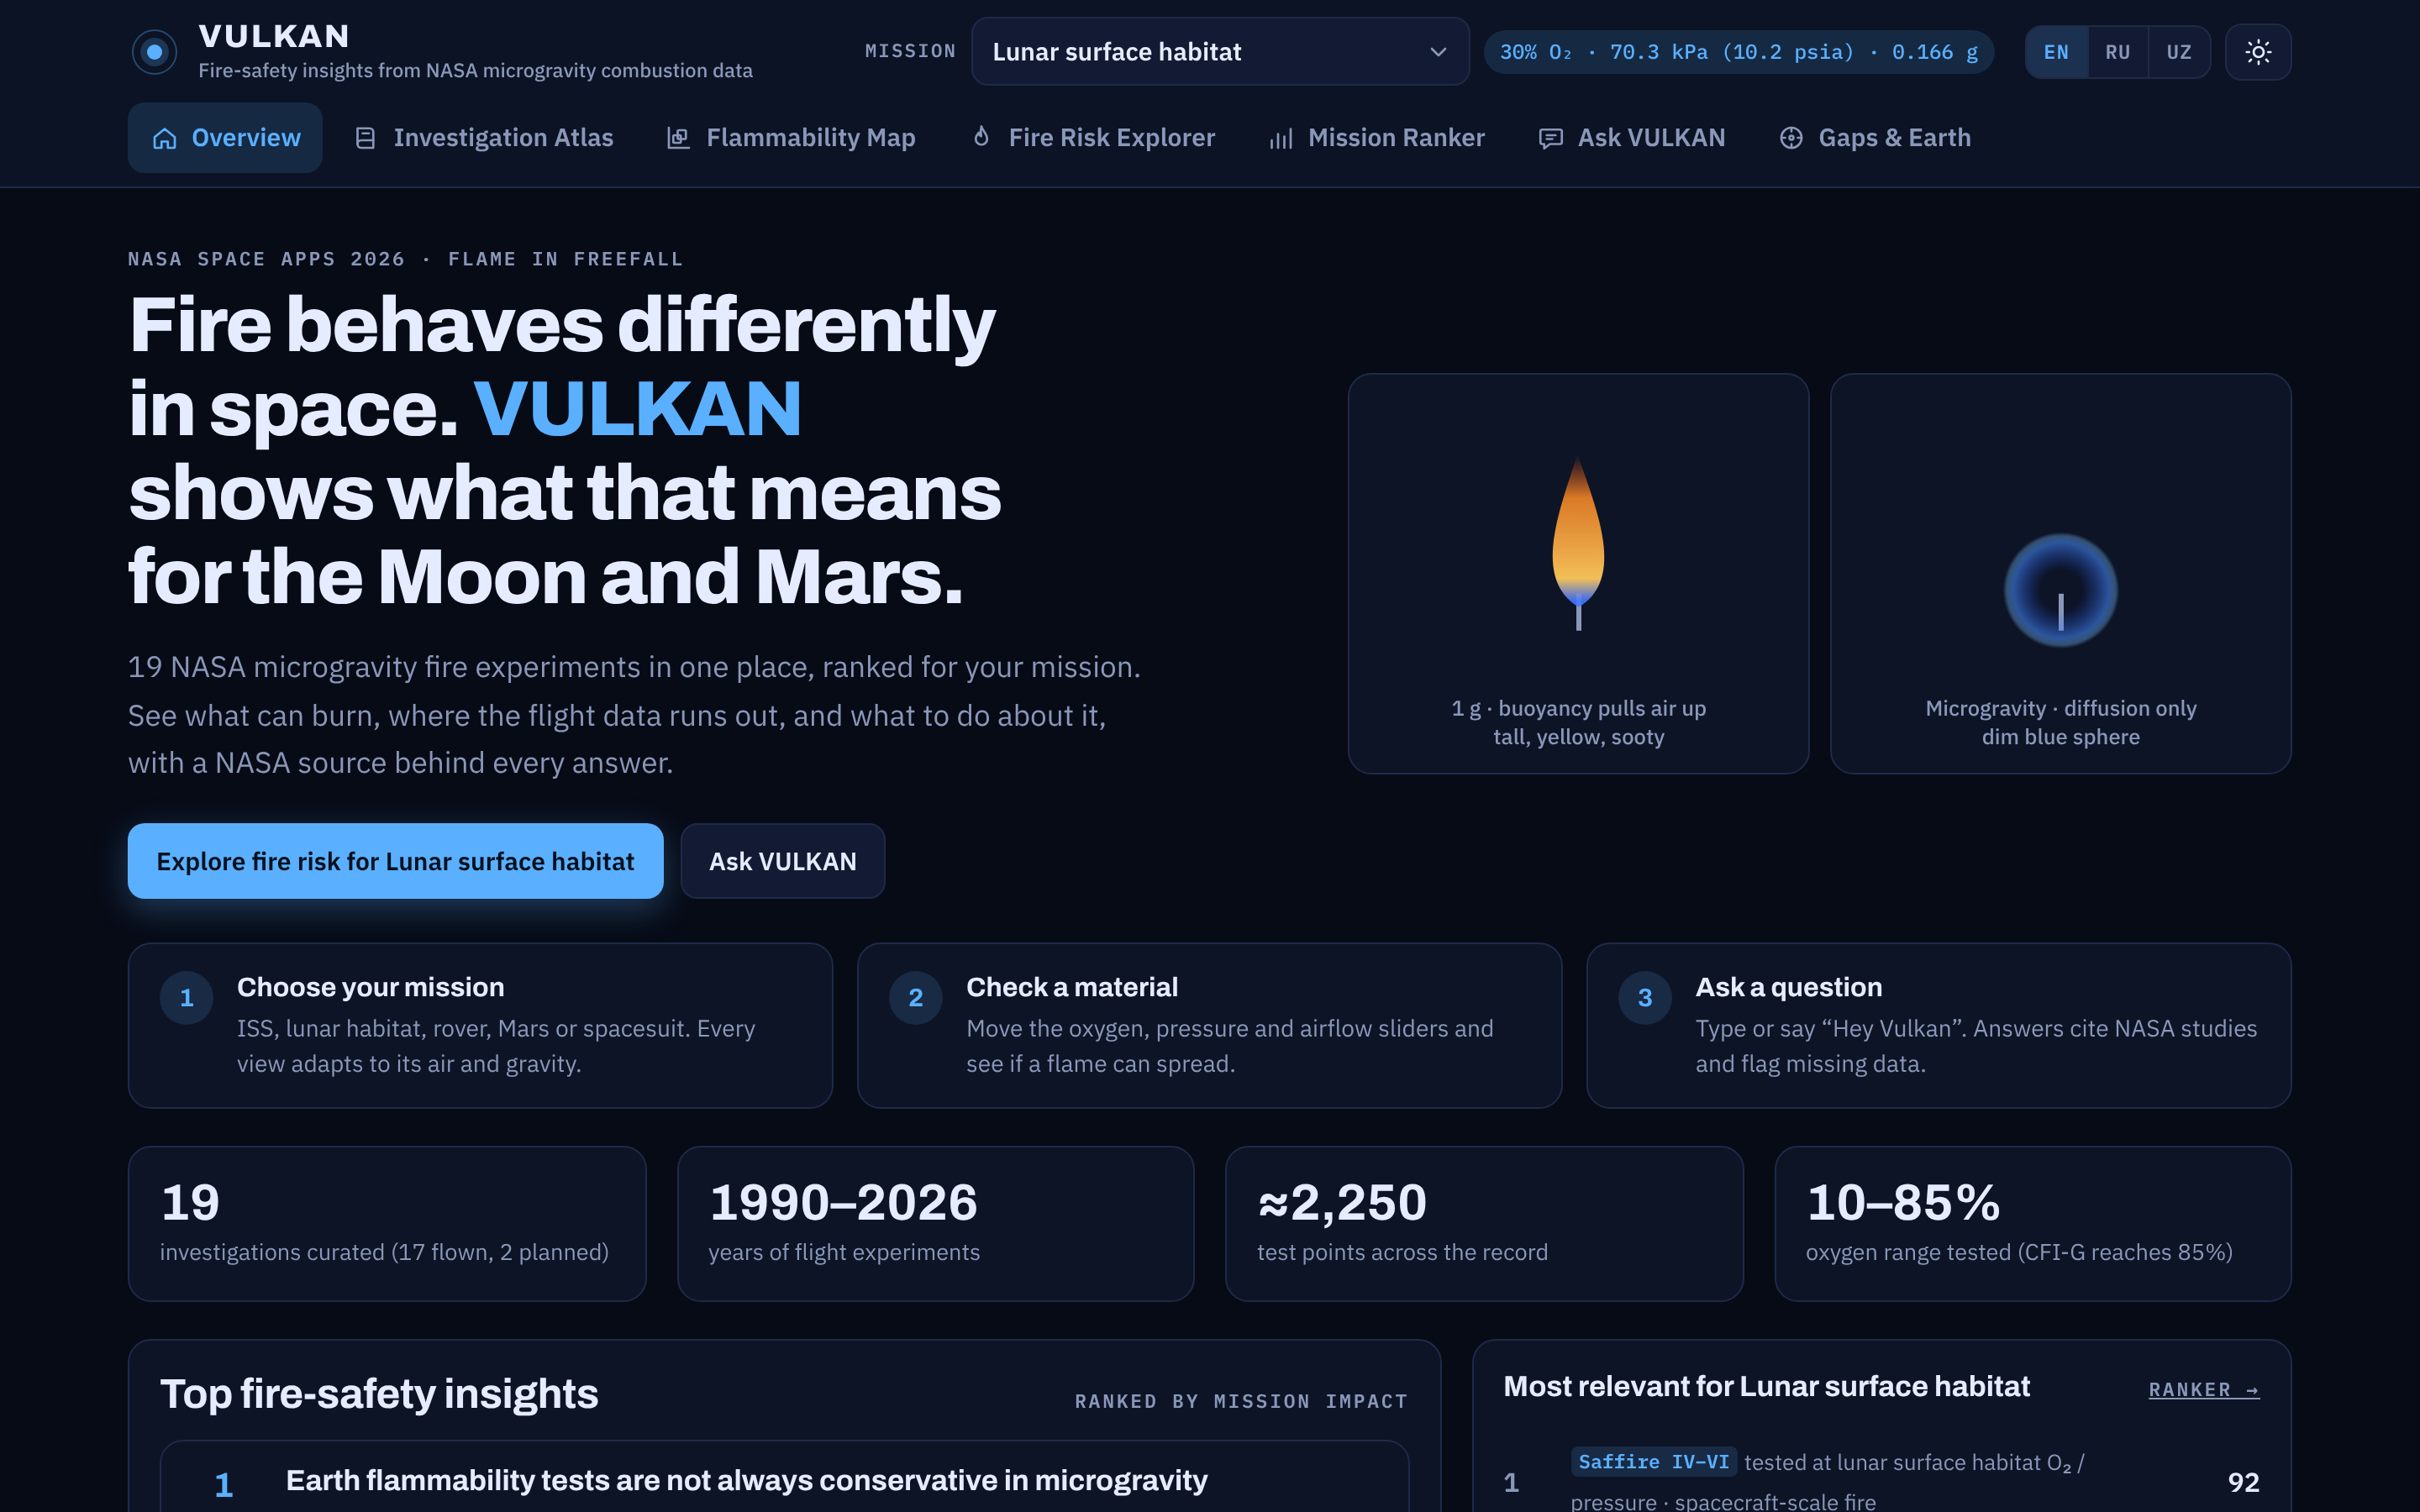 VULKAN
Fire-safety insights from NASA microgravity combustion data
MISSION
Lunar surface habitat
30% O₂ · 70.3 kPa (10.2 psia) · 0.166 g
EN
RU
UZ
Overview
Investigation Atlas
Flammability Map
Fire Risk Explorer
Mission Ranker
Ask VULKAN
Gaps & Earth
NASA SPACE APPS 2026 · FLAME IN FREEFALL
Fire behaves differently
in space. VULKAN
shows what that means
for the Moon and Mars.
19 NASA microgravity fire experiments in one place, ranked for your mission.
See what can burn, where the flight data runs out, and what to do about it,
with a NASA source behind every answer.
Explore fire risk for Lunar surface habitat
Ask VULKAN
1 g · buoyancy pulls air up
tall, yellow, sooty
Microgravity · diffusion only
dim blue sphere
1
Choose your mission
ISS, lunar habitat, rover, Mars or spacesuit. Every
view adapts to its air and gravity.
2
Check a material
Move the oxygen, pressure and airflow sliders and
see if a flame can spread.
3
Ask a question
Type or say “Hey Vulkan”. Answers cite NASA studies
and flag missing data.
19
investigations curated (17 flown, 2 planned)
1990–2026
years of flight experiments
≈2,250
test points across the record
10–85%
oxygen range tested (CFI-G reaches 85%)
Top fire-safety insights
RANKED BY MISSION IMPACT
1
Earth flammability tests are not always conservative in microgravity
Most relevant for Lunar surface habitat
RANKER →
1
Saffire IV–VI tested at lunar surface habitat O₂ /
pressure · spacecraft-scale fire
92